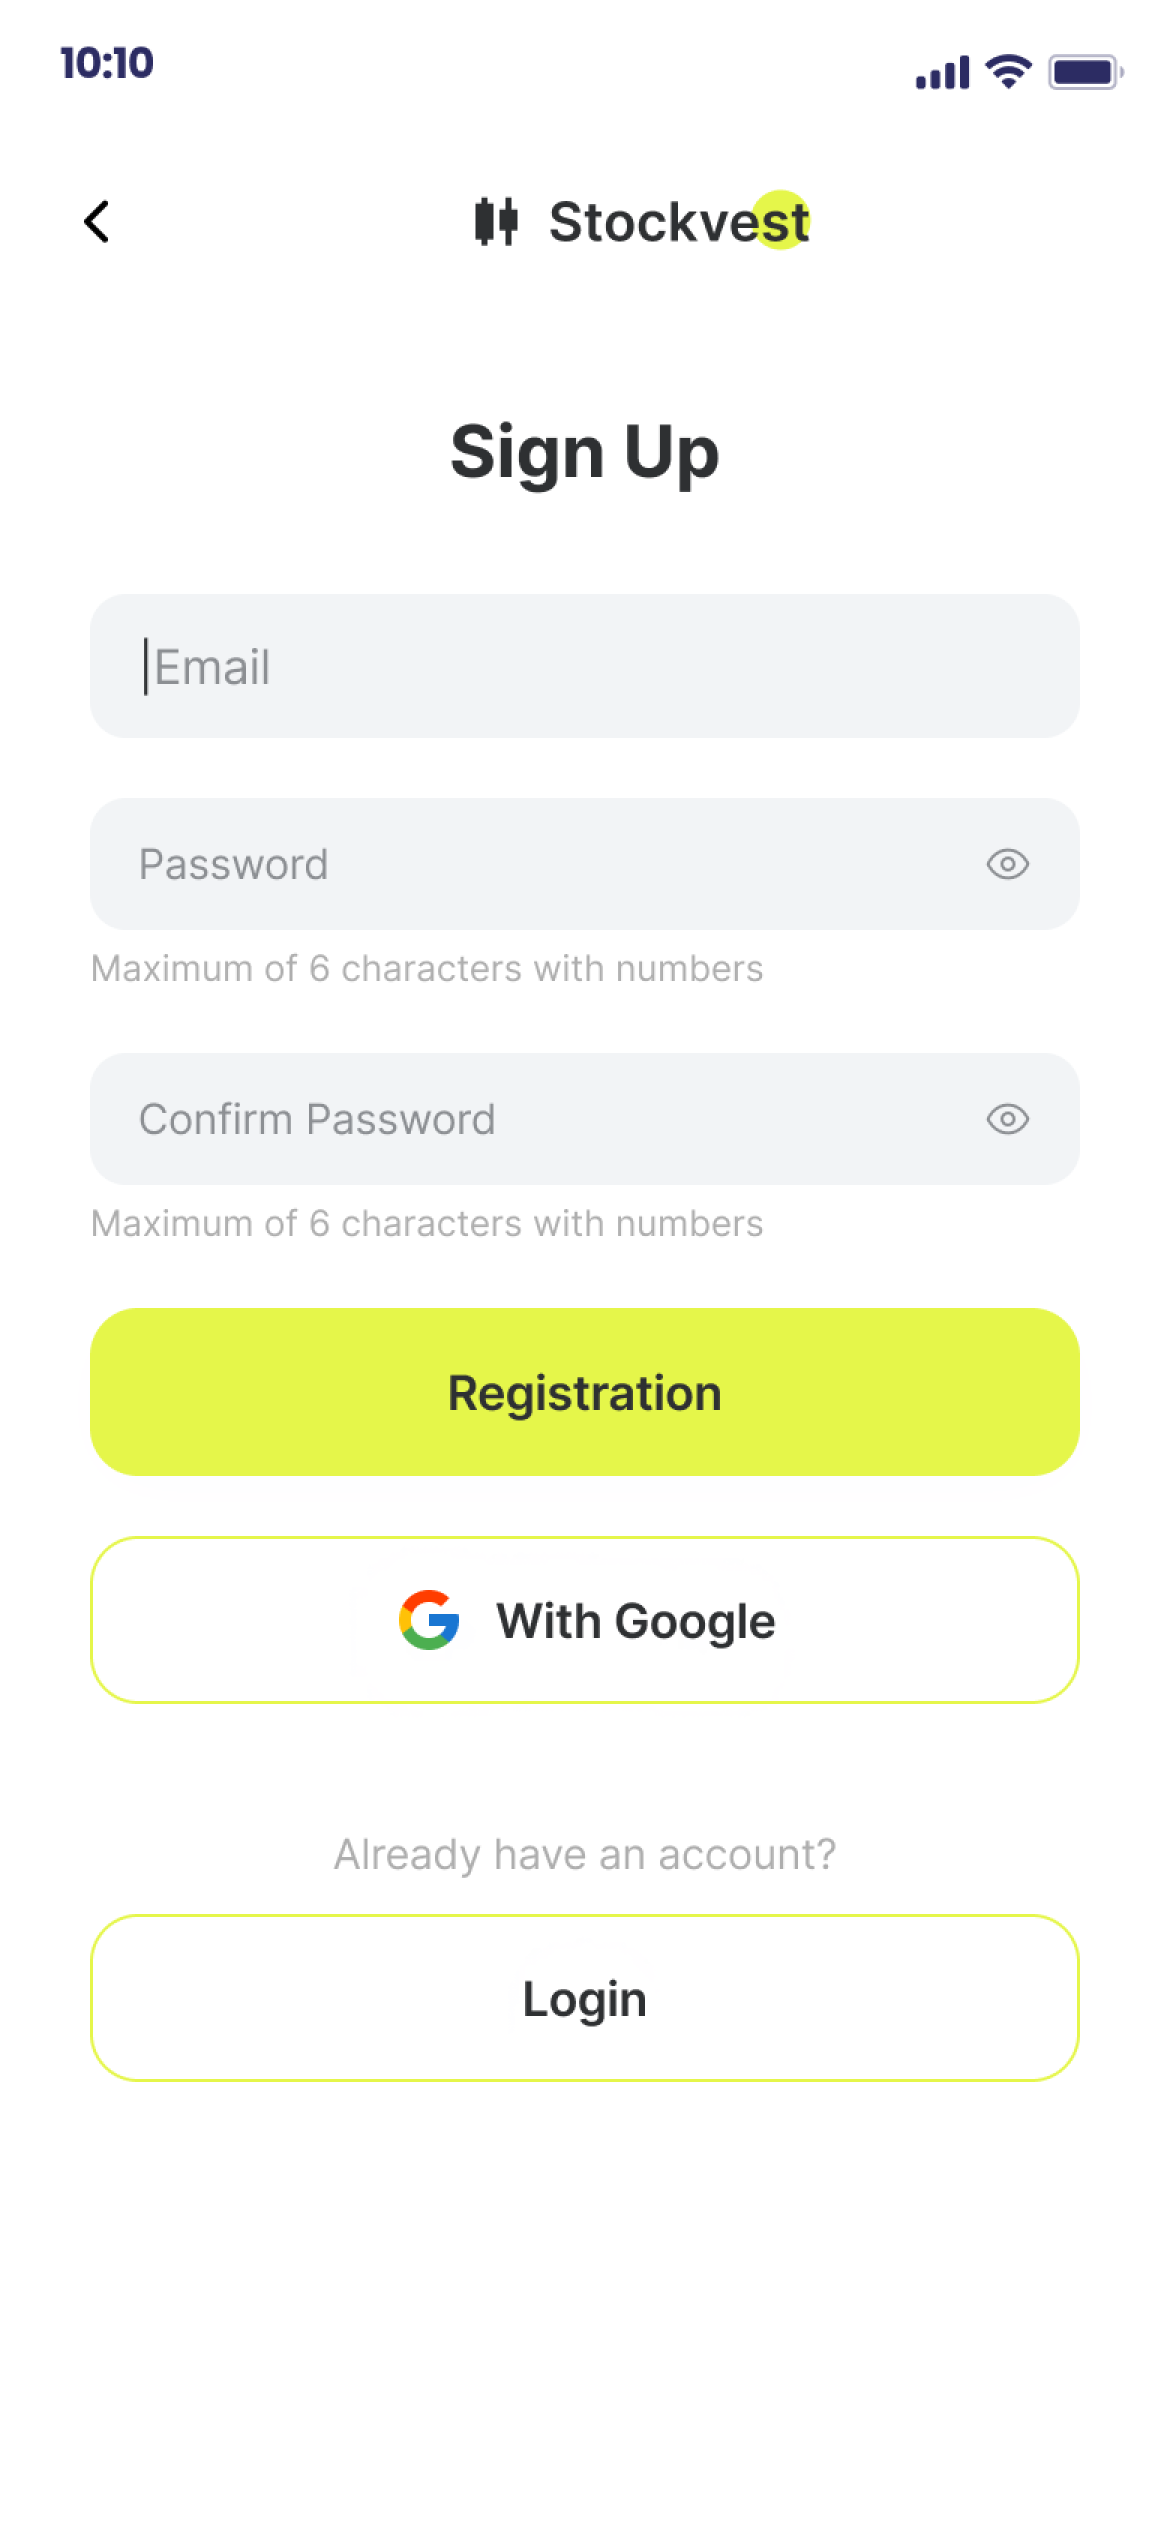 10:10
Stockvest
Sign Up
Email
Password
Maximum of 6 characters with numbers
Confirm Password
Maximum of 6 characters with numbers
Registration
With Google
Already have an account?
Login